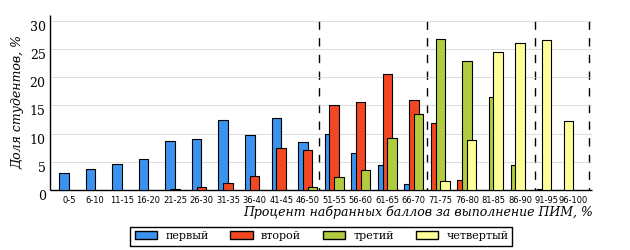 Доля студентов, %
30
25
20
15
10
5
0
0-5 6-10 11-15 16-20 21-25 26-30 31-35 36-40 41-45 46-50 51-55 56-60 61-65 66-70 71-75 76-80 81-85 86-90 91-95 96-100
Процент набранных баллов за выполнение ПИМ, %
первый второй третий четвертый